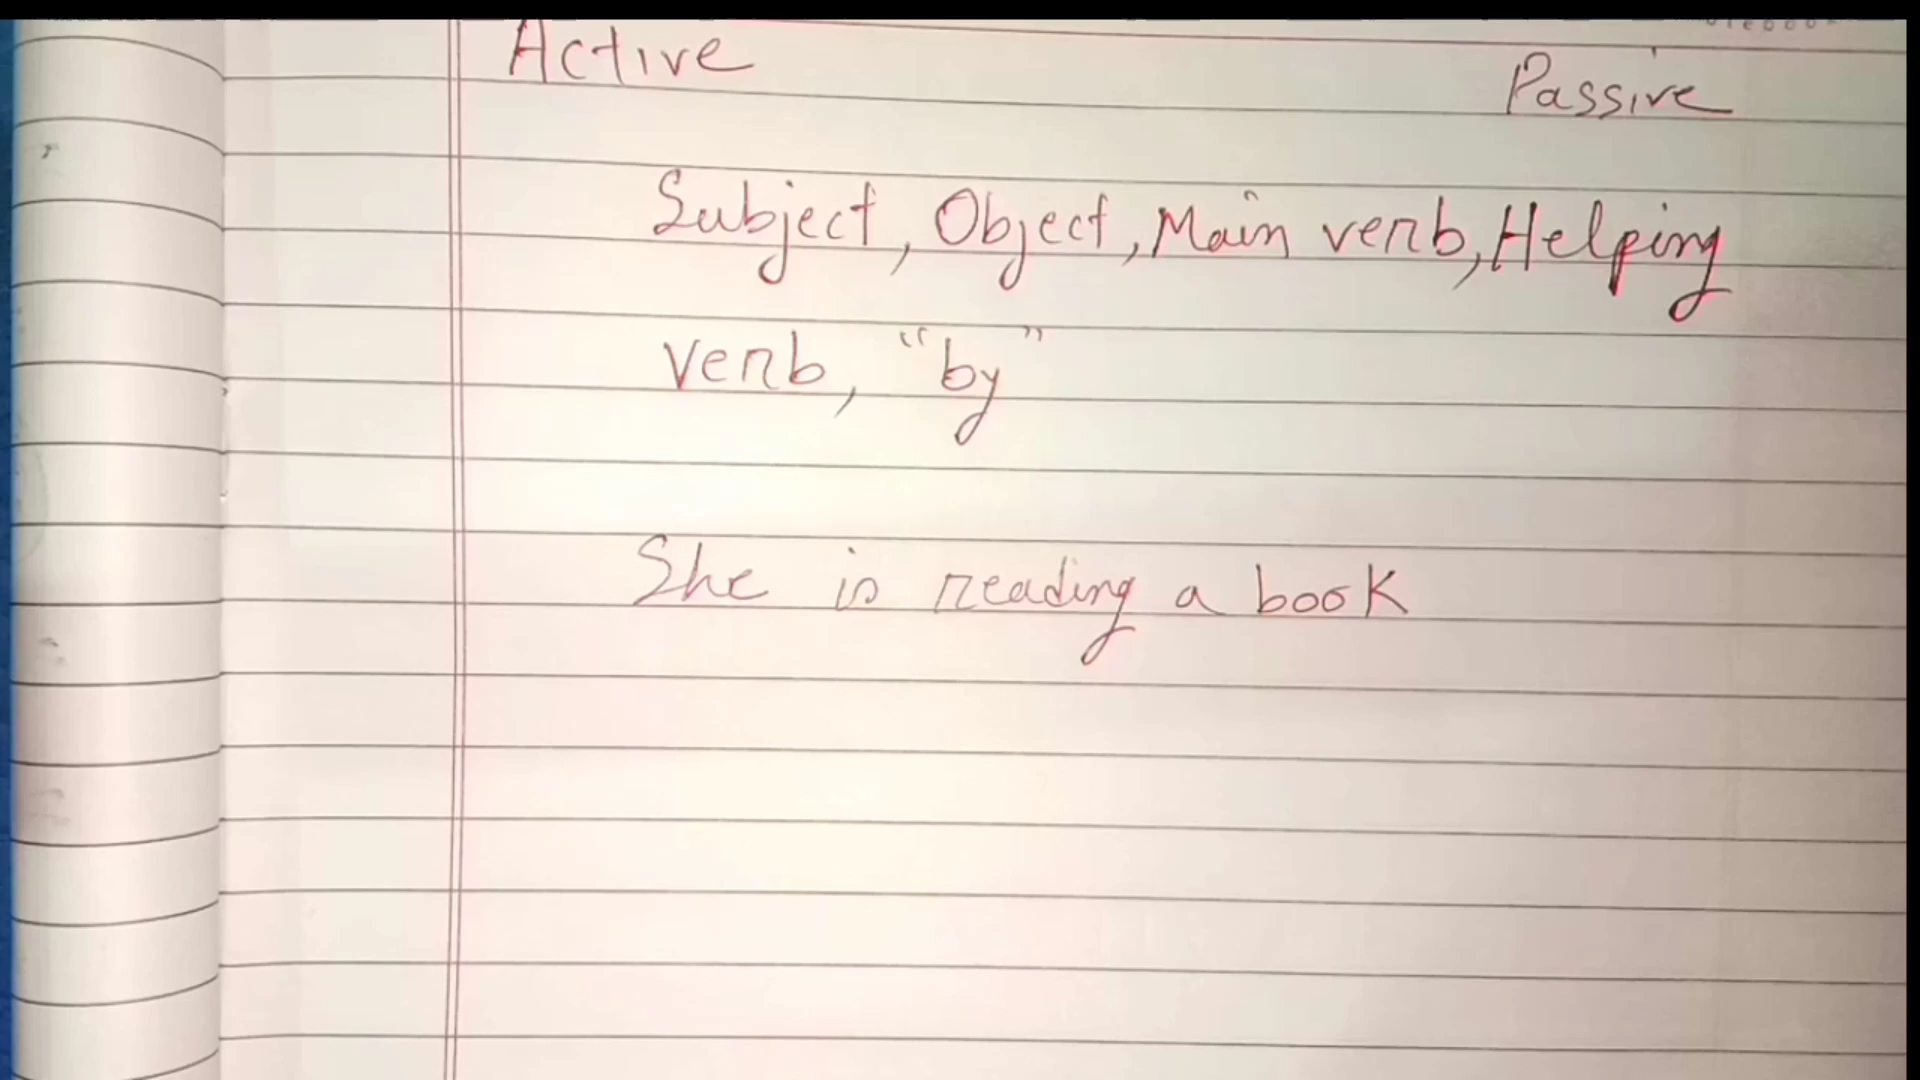 Active Passive
Subject, Object, Main verb, Helping
verb, "by"
She is reading a book